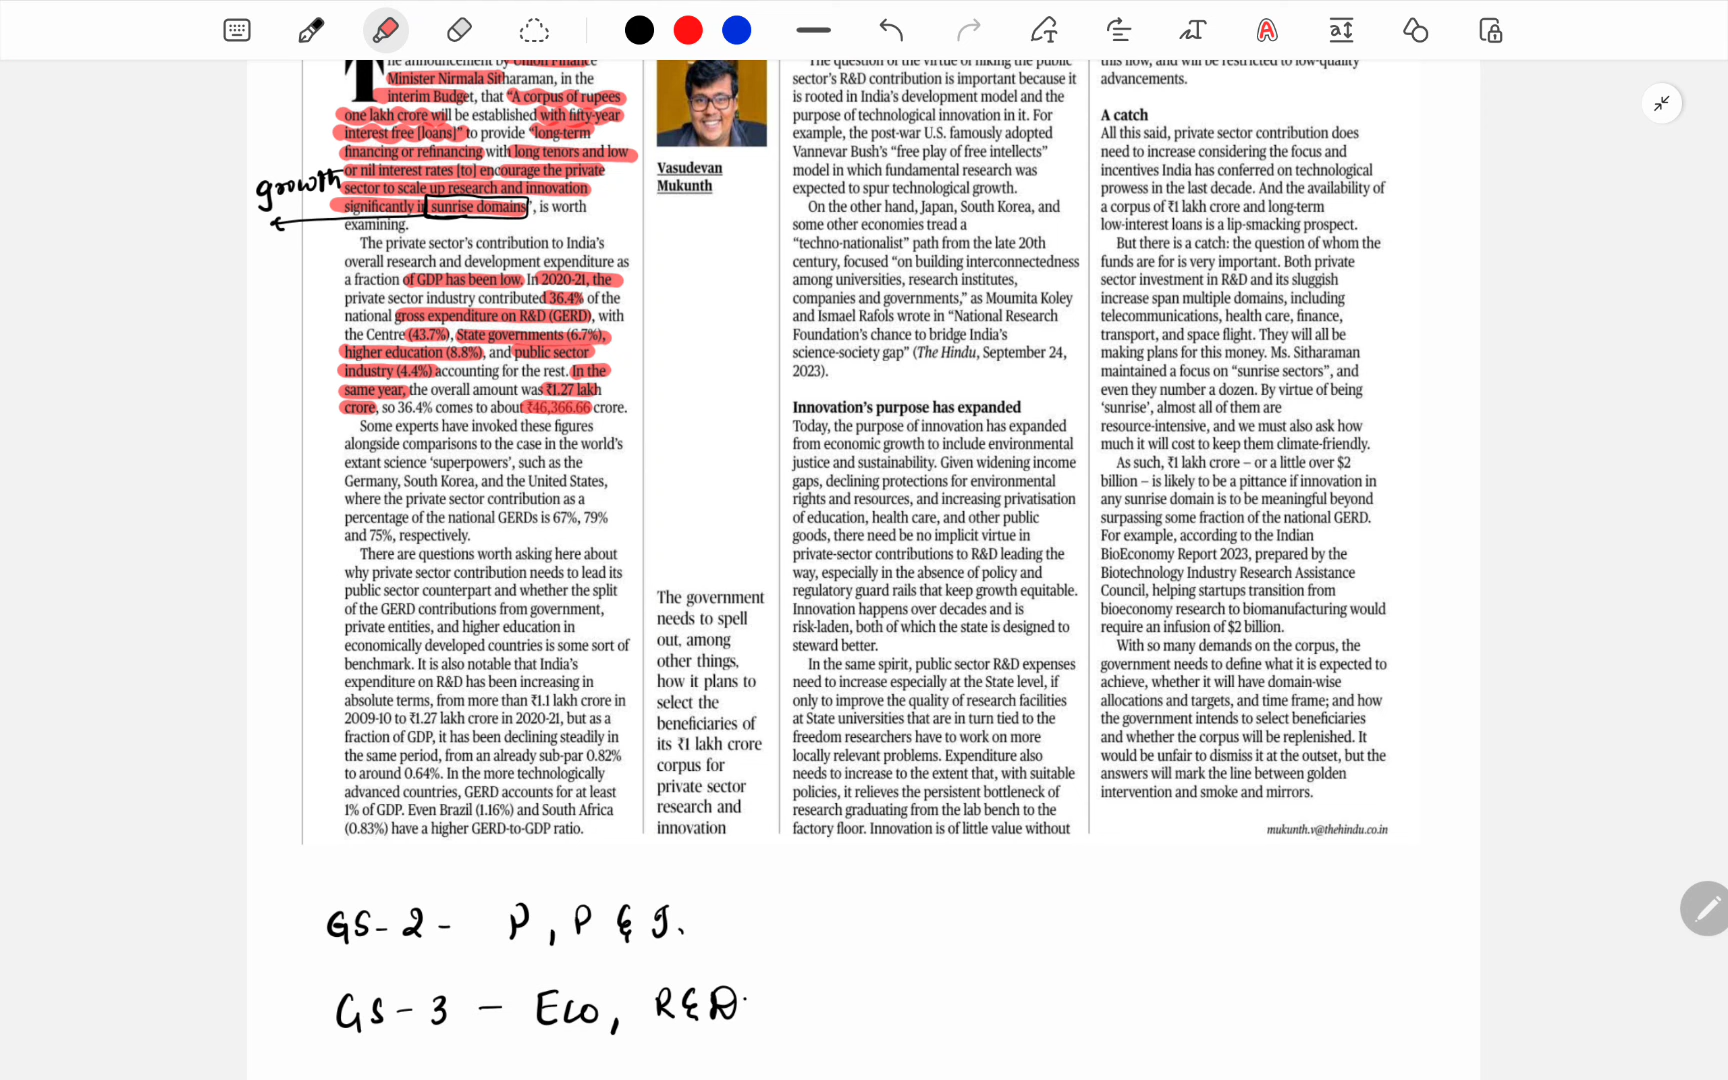 The announcement by Union Finance
Minister Nirmala Sitharaman, in the
interim Budget, that “A corpus of rupees
one lakh crore will be established with fifty-year
interest free [loans]” to provide “long-term
financing or refinancing with long tenors and low
or nil interest rates [to] encourage the private
sector to scale up research and innovation
significantly in sunrise domains”, is worth
examining.
growth
The private sector’s contribution to India’s
overall research and development expenditure as
a fraction of GDP has been low. In 2020-21, the
private sector industry contributed 36.4% of the
national gross expenditure on R&D (GERD), with
the Centre (43.7%), State governments (6.7%),
higher education (8.8%), and public sector
industry (4.4%) accounting for the rest. In the
same year, the overall amount was ₹1.27 lakh
crore, so 36.4% comes to about ₹46,366.66 crore.
Some experts have invoked these figures
alongside comparisons to the case in the world’s
extant science ‘superpowers’, such as the
Germany, South Korea, and the United States,
where the private sector contribution as a
percentage of the national GERDs is 67%, 79%
and 75%, respectively.
There are questions worth asking here about
why private sector contribution needs to lead its
public sector counterpart and whether the split
of the GERD contributions from government,
private entities, and higher education in
economically developed countries is some sort of
benchmark. It is also notable that India’s
expenditure on R&D has been increasing in
absolute terms, from more than ₹1.1 lakh crore in
2009-10 to ₹1.27 lakh crore in 2020-21, but as a
fraction of GDP, it has been declining steadily in
the same period, from an already sub-par 0.82%
to around 0.64%. In the more technologically
advanced countries, GERD accounts for at least
1% of GDP. Even Brazil (1.16%) and South Africa
(0.83%) have a higher GERD-to-GDP ratio.
Vasudevan
Mukunth
The government
needs to spell
out, among
other things,
how it plans to
select the
beneficiaries of
its ₹1 lakh crore
corpus for
private sector
research and
innovation
The question of the virtue of hiking the public
sector’s R&D contribution is important because it
is rooted in India’s development model and the
purpose of technological innovation in it. For
example, the post-war U.S. famously adopted
Vannevar Bush’s “free play of free intellects”
model in which fundamental research was
expected to spur technological growth.
On the other hand, Japan, South Korea, and
some other economies tread a
“techno-nationalist” path from the late 20th
century, focused “on building interconnectedness
among universities, research institutes,
companies and governments,” as Moumita Koley
and Ismael Rafols wrote in “National Research
Foundation’s chance to bridge India’s
science-society gap” (The Hindu, September 24,
2023).
Innovation’s purpose has expanded
Today, the purpose of innovation has expanded
from economic growth to include environmental
justice and sustainability. Given widening income
gaps, declining protections for environmental
rights and resources, and increasing privatisation
of education, health care, and other public
goods, there need be no implicit virtue in
private-sector contributions to R&D leading the
way, especially in the absence of policy and
regulatory guard rails that keep growth equitable.
Innovation happens over decades and is
risk-laden, both of which the state is designed to
steward better.
In the same spirit, public sector R&D expenses
need to increase especially at the State level, if
only to improve the quality of research facilities
at State universities that are in turn tied to the
freedom researchers have to work on more
locally relevant problems. Expenditure also
needs to increase to the extent that, with suitable
policies, it relieves the persistent bottleneck of
research graduating from the lab bench to the
factory floor. Innovation is of little value without
this now, and will be restricted to low-quality
advancements.
A catch
All this said, private sector contribution does
need to increase considering the focus and
incentives India has conferred on technological
prowess in the last decade. And the availability of
a corpus of ₹1 lakh crore and long-term
low-interest loans is a lip-smacking prospect.
But there is a catch: the question of whom the
funds are for is very important. Both private
sector investment in R&D and its sluggish
increase span multiple domains, including
telecommunications, health care, finance,
transport, and space flight. They will all be
making plans for this money. Ms. Sitharaman
maintained a focus on “sunrise sectors”, and
even they number a dozen. By virtue of being
‘sunrise’, almost all of them are
resource-intensive, and we must also ask how
much it will cost to keep them climate-friendly.
As such, ₹1 lakh crore – or a little over $2
billion – is likely to be a pittance if innovation in
any sunrise domain is to be meaningful beyond
surpassing some fraction of the national GERD.
For example, according to the Indian
BioEconomy Report 2023, prepared by the
Biotechnology Industry Research Assistance
Council, helping startups transition from
bioeconomy research to biomanufacturing would
require an infusion of $2 billion.
With so many demands on the corpus, the
government needs to define what it is expected to
achieve, whether it will have domain-wise
allocations and targets, and time frame; and how
the government intends to select beneficiaries
and whether the corpus will be replenished. It
would be unfair to dismiss it at the outset, but the
answers will mark the line between golden
intervention and smoke and mirrors.
mukunth.v@thehindu.co.in
GS-2 - P, P & I.
GS-3 - Eco, R&D.